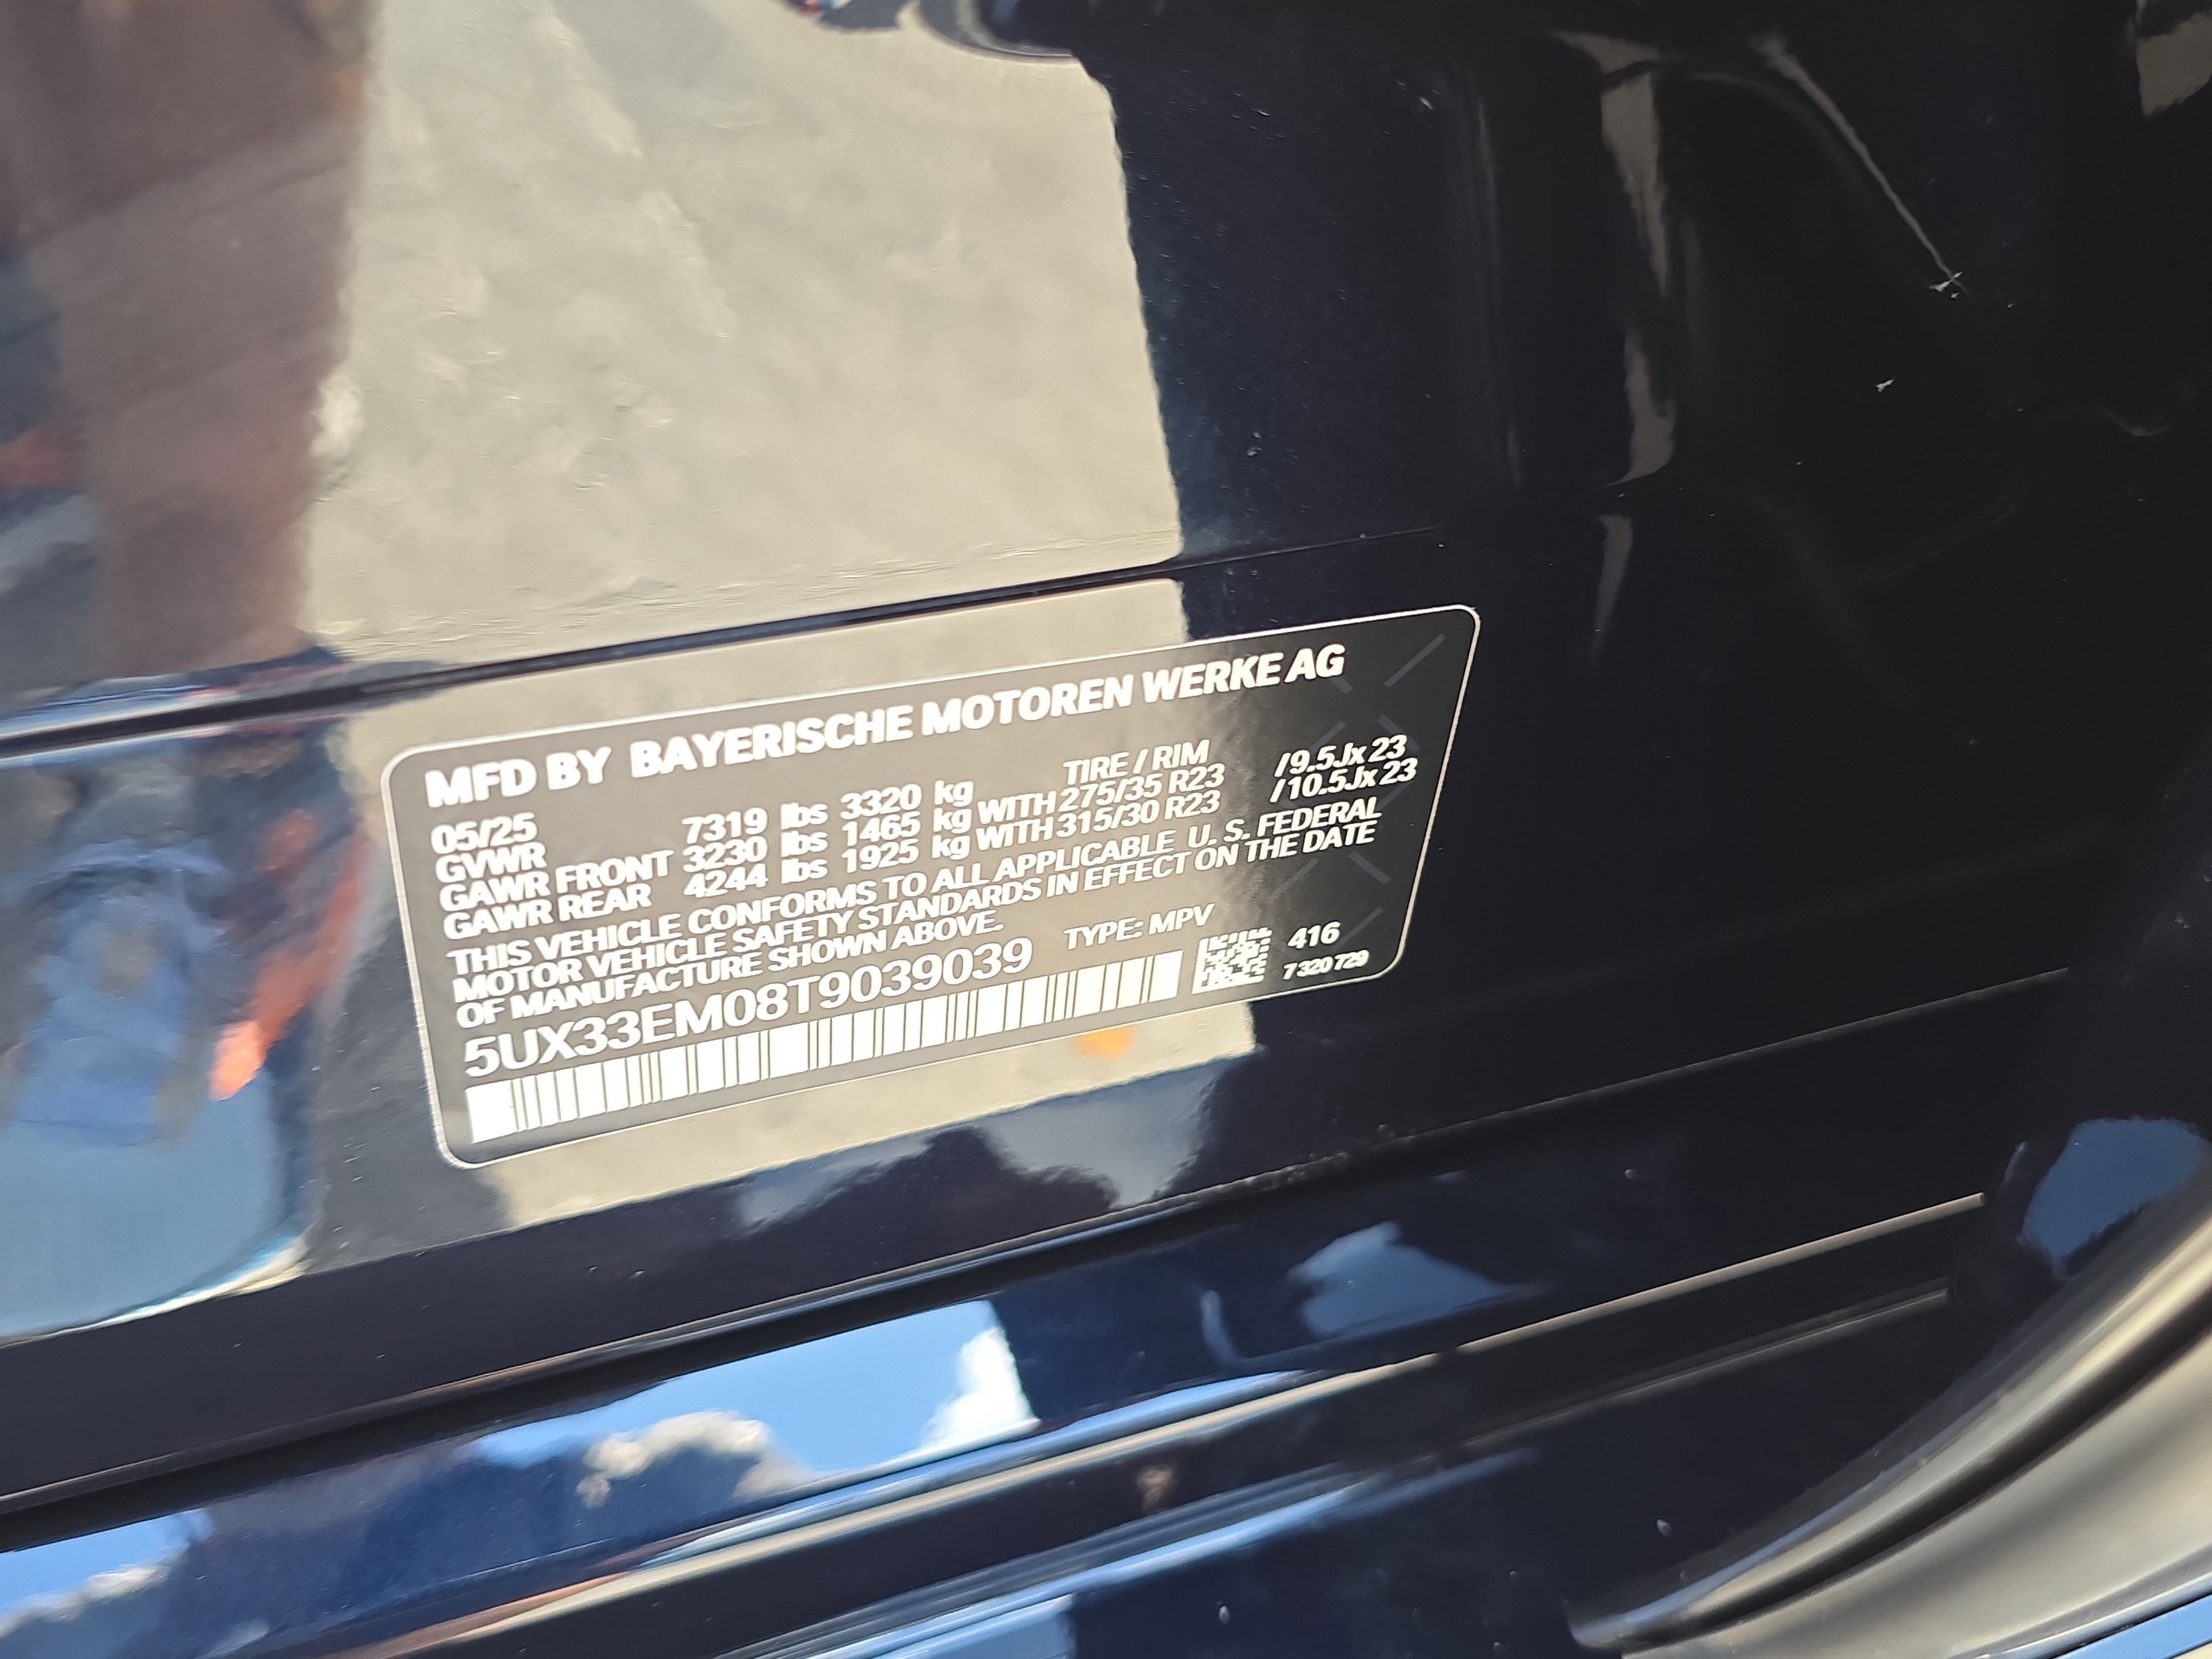 MFD BY BAYERISCHE MOTOREN WERKE AG
05/25 TIRE / RIM
GVWR 7319 lbs 3320 kg
GAWR FRONT 3230 lbs 1465 kg WITH 275/35 R23 /9.5Jx23
GAWR REAR 4244 lbs 1925 kg WITH 315/30 R23 /10.5Jx23
THIS VEHICLE CONFORMS TO ALL APPLICABLE U. S. FEDERAL
MOTOR VEHICLE SAFETY STANDARDS IN EFFECT ON THE DATE
OF MANUFACTURE SHOWN ABOVE.
5UX33EM08T9039039 TYPE: MPV
416
7 320 729